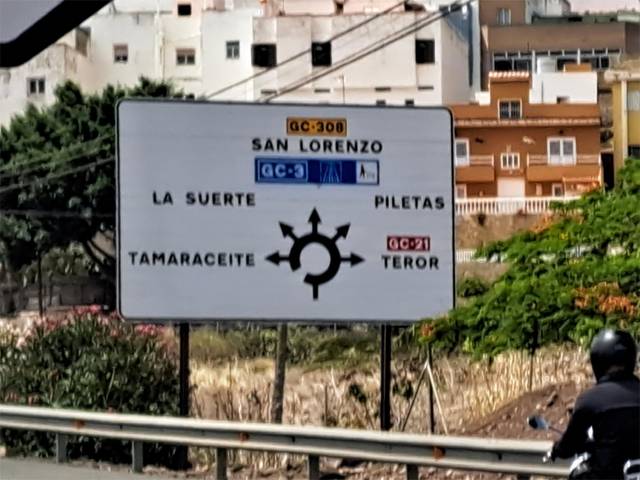 GC-308
SAN LORENZO
GC-3
LA SUERTE
PILETAS
GC-21
TAMARACEITE
TEROR